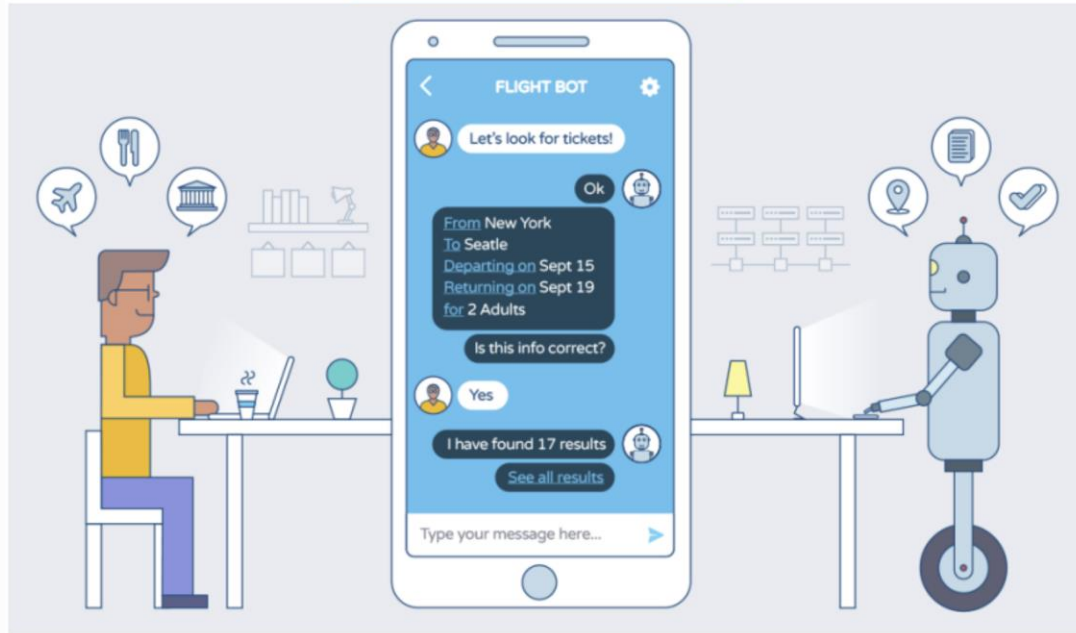 FLIGHT BOT
Let's look for tickets!
Ok
From New York
To Seatle
Departing on Sept 15
Returning on Sept 19
for 2 Adults
Is this info correct?
Yes
I have found 17 results
See all results
Type your message here...